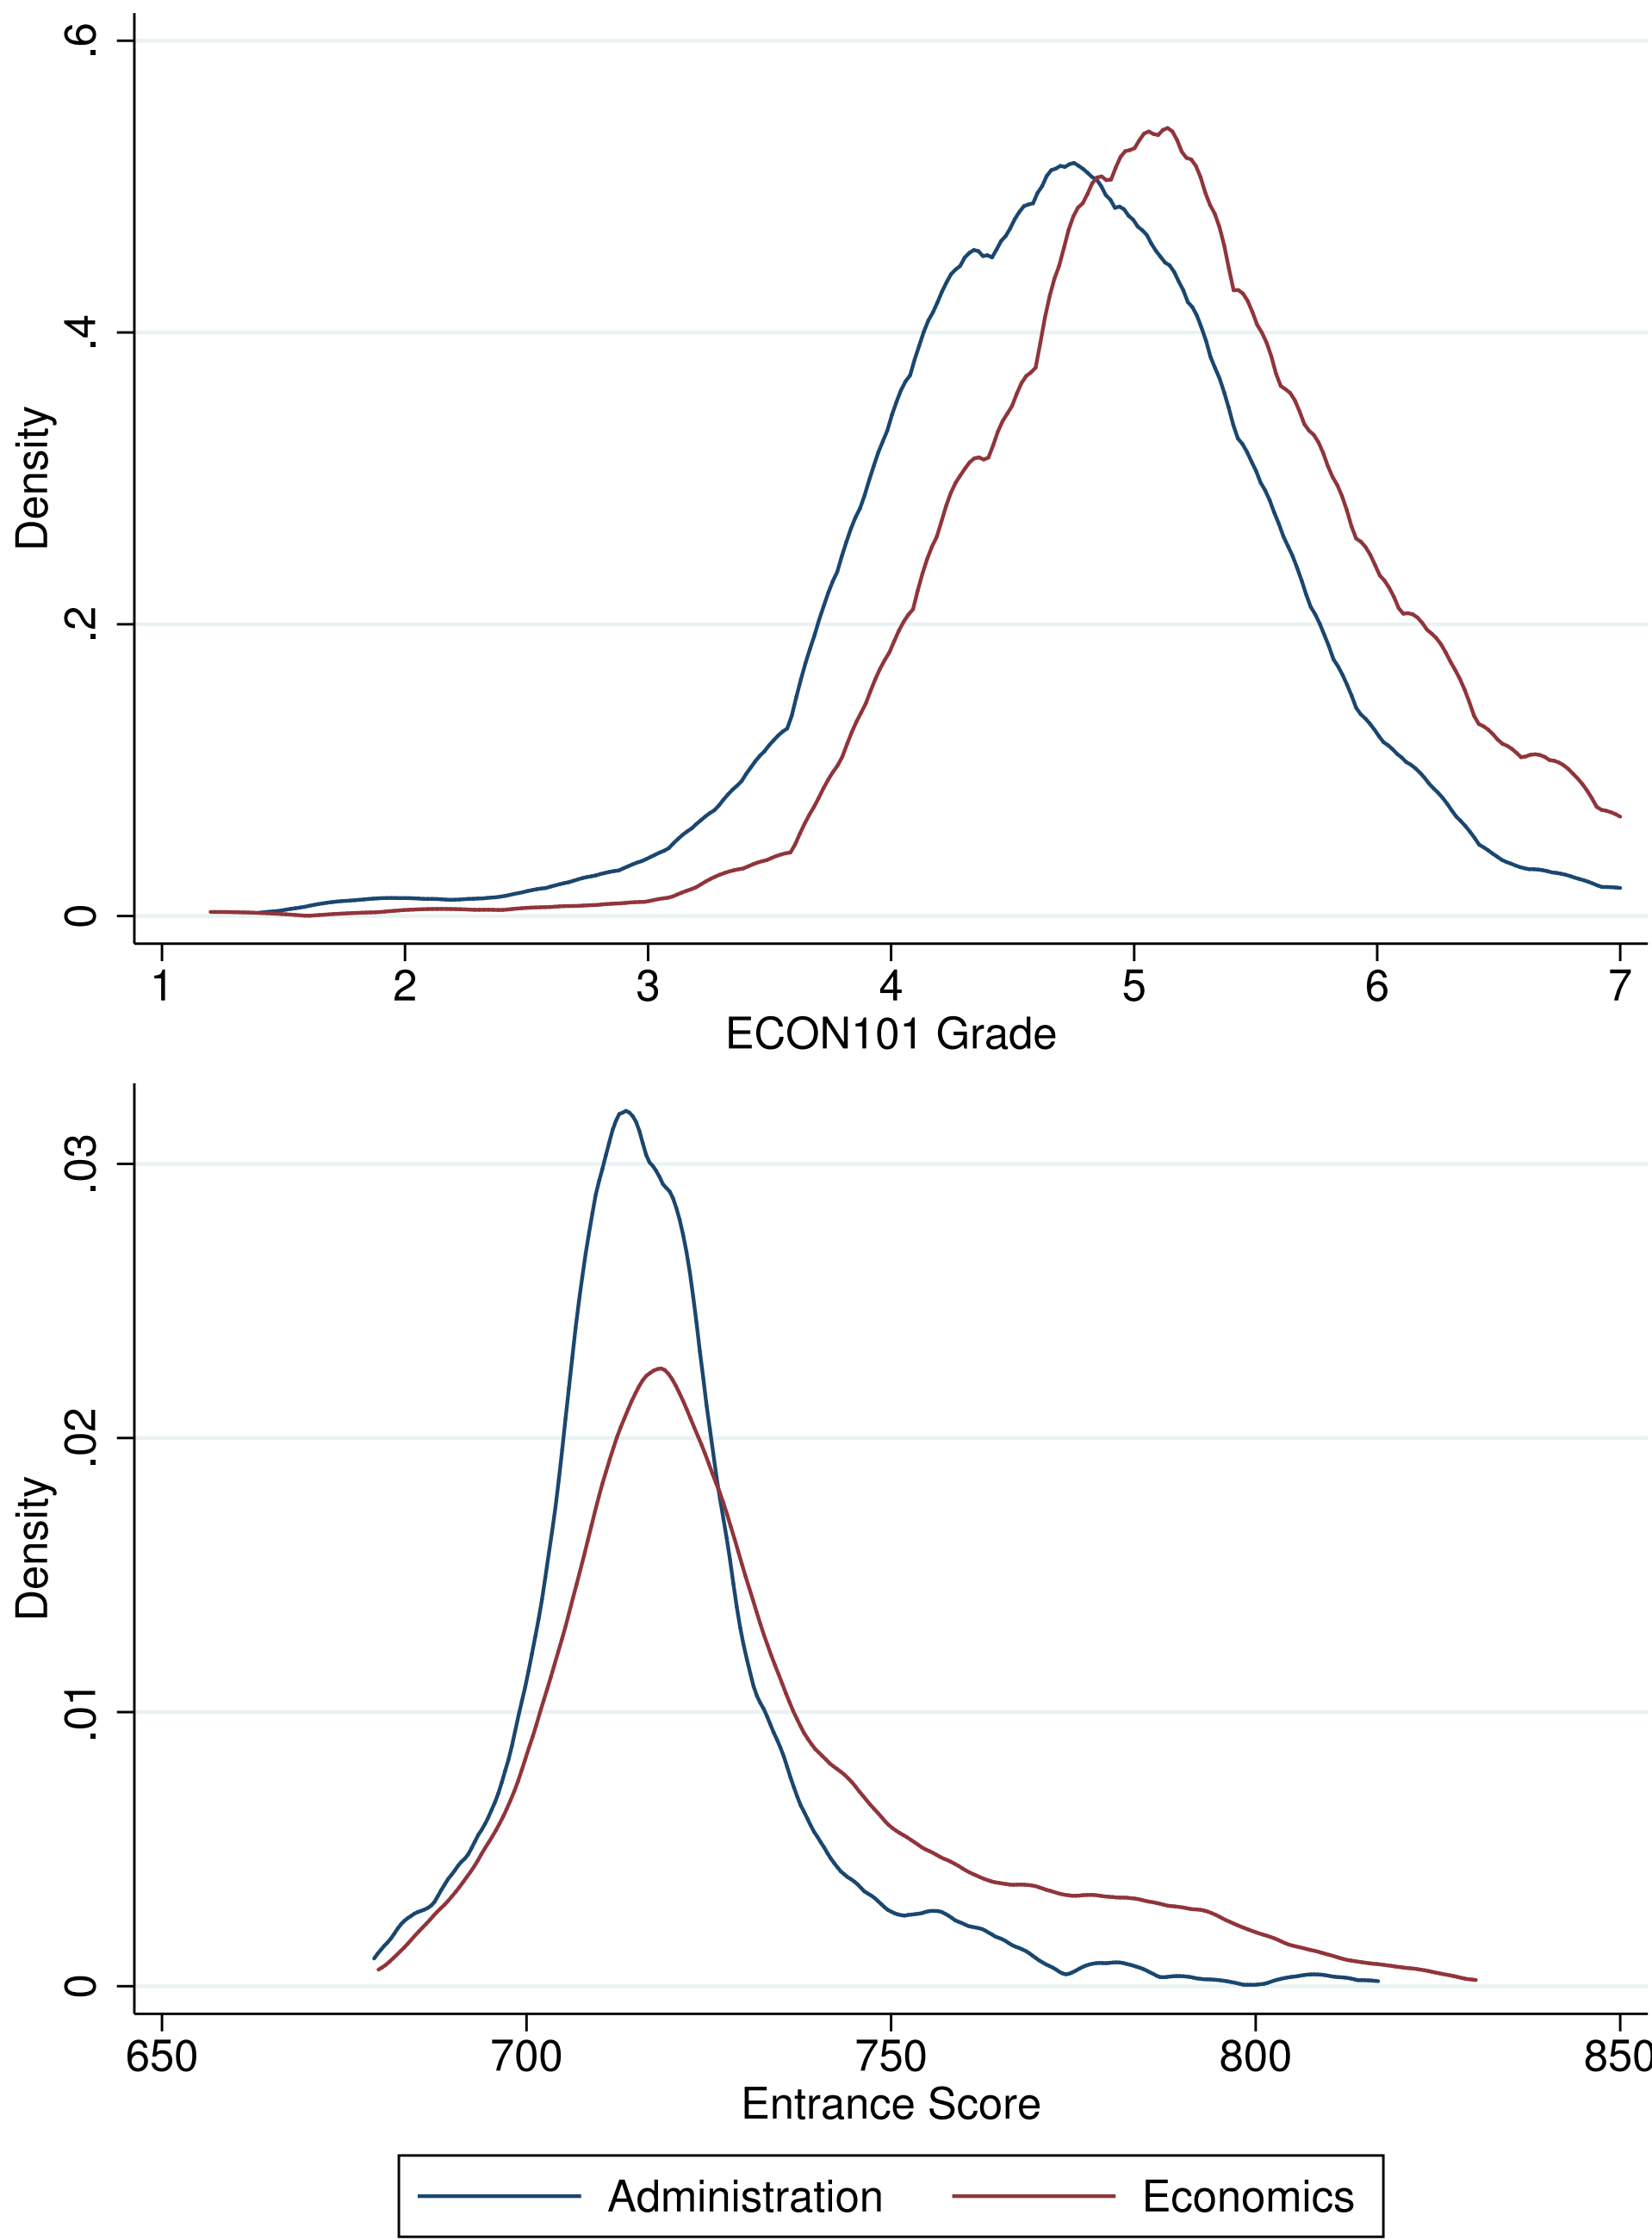 .6
.4
.2
0
Density
1 2 3 4 5 6 7
ECON101 Grade
.03
.02
.01
0
Density
650 700 750 800 850
Entrance Score
Administration Economics